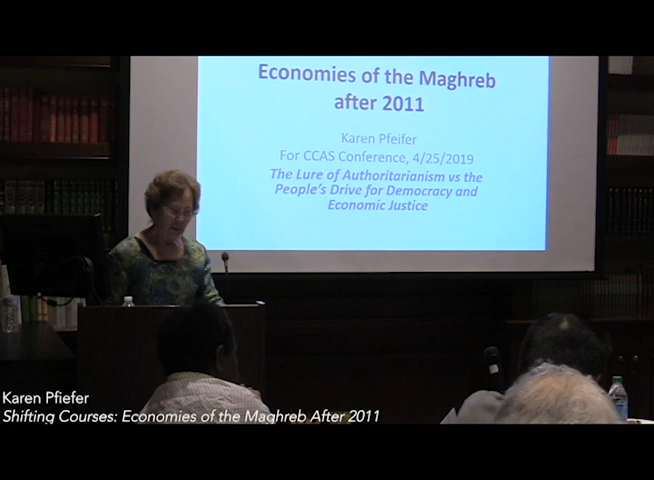 Economies of the Maghreb
after 2011
Karen Pfeifer
For CCAS Conference, 4/25/2019
The Lure of Authoritarianism vs the
People's Drive for Democracy and
Economic Justice
Karen Pfiefer
Shifting Courses: Economies of the Maghreb After 2011